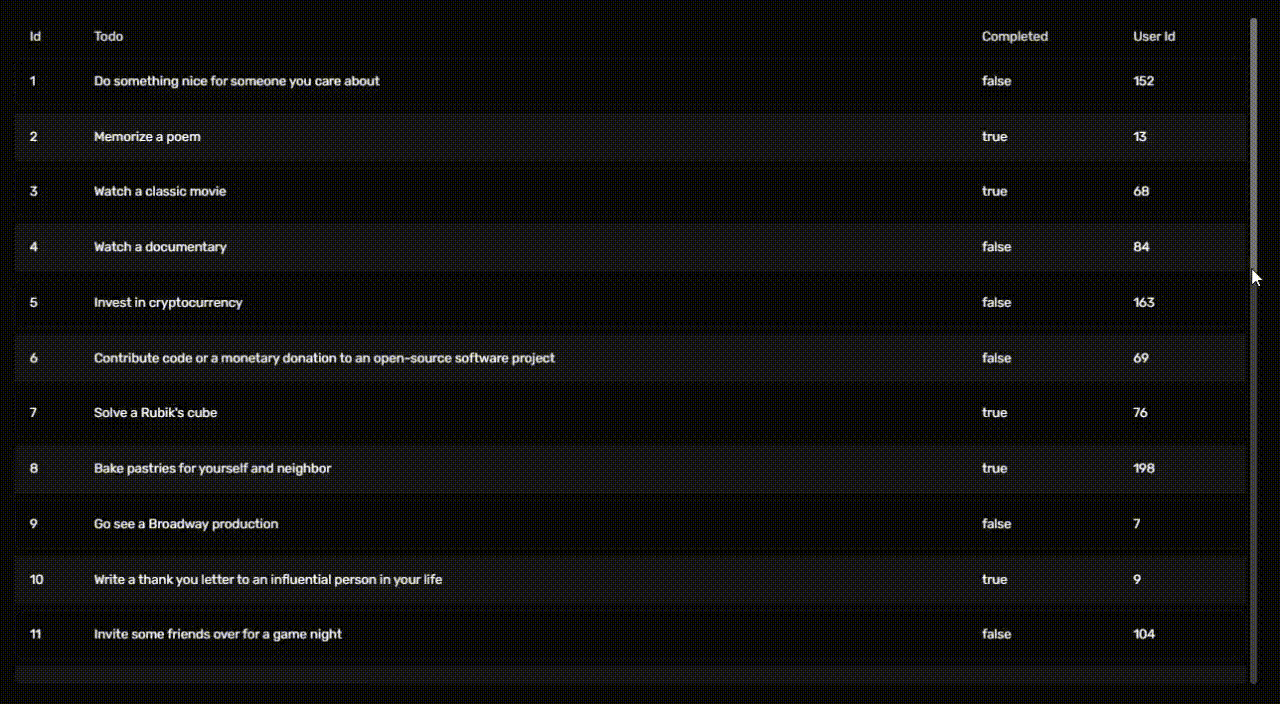 Id Todo Completed User Id
1 Do something nice for someone you care about false 152
2 Memorize a poem true 13
3 Watch a classic movie true 68
4 Watch a documentary false 84
5 Invest in cryptocurrency false 163
6 Contribute code or a monetary donation to an open-source software project false 69
7 Solve a Rubik's cube true 76
8 Bake pastries for yourself and neighbor true 198
9 Go see a Broadway production false 7
10 Write a thank you letter to an influential person in your life true 9
11 Invite some friends over for a game night false 104